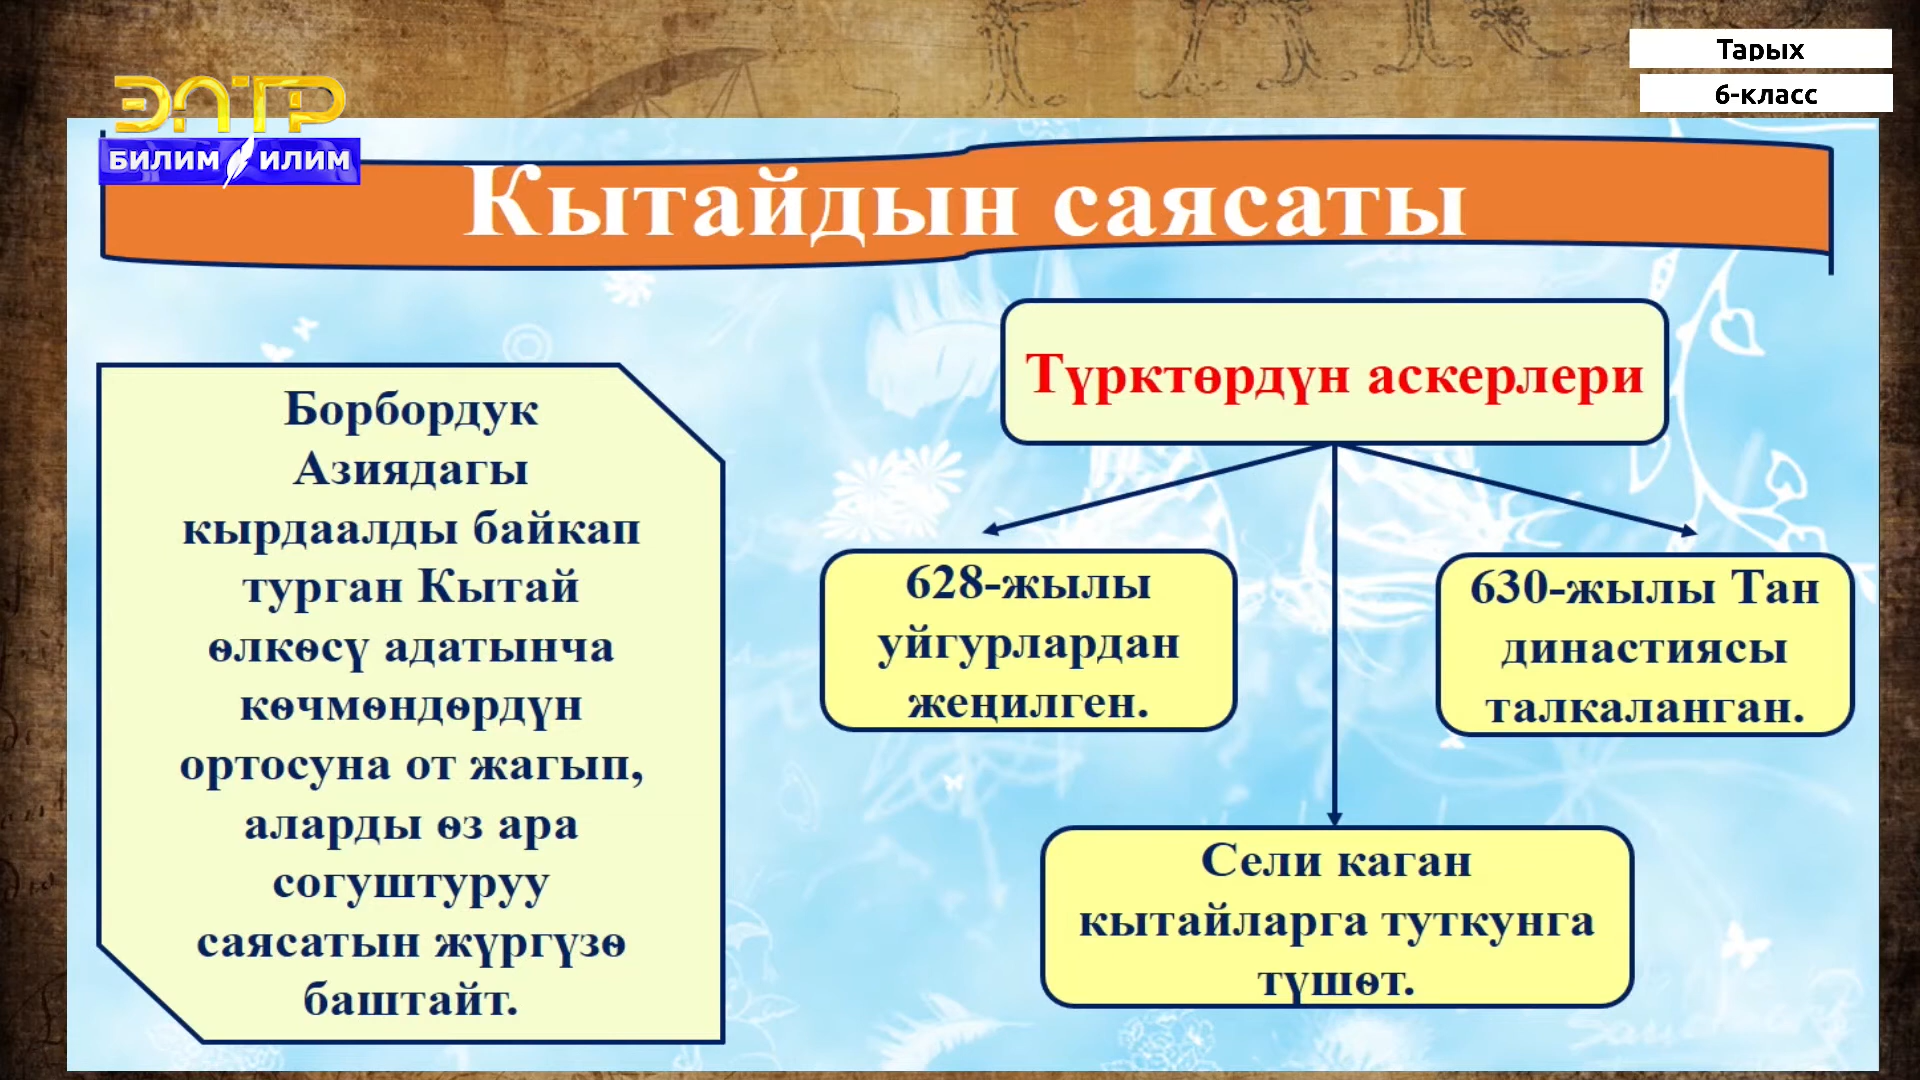 Тарых
6-класс
ЭЛТР
БИЛИМ ИЛИМ
Кытайдын саясаты
Борбордук
Азиядагы
кырдаалды байкап
турган Кытай
өлкөсү адатынча
көчмөндөрдүн
ортосуна от жагып,
аларды өз ара
согуштуруу
саясатын жүргүзө
баштайт.
Түрктөрдүн аскерлери
628-жылы
уйгурлардан
жеңилген.
630-жылы Тан
династиясы
талкаланган.
Сели каган
кытайларга туткунга
түшөт.